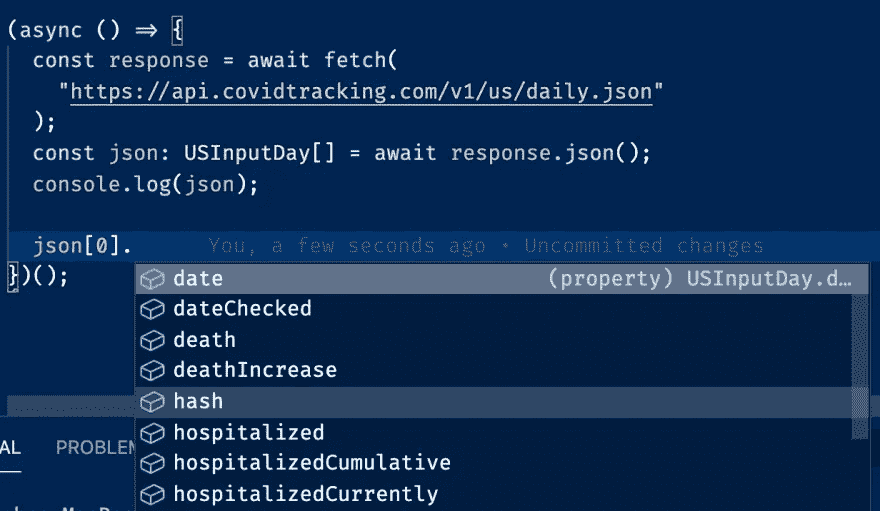 (async () => {
const response = await fetch(
"https://api.covidtracking.com/v1/us/daily.json"
);
const json: USInputDay[] = await response.json();
console.log(json);
json[0]. You, a few seconds ago • Uncommitted changes
})();
date (property) USInputDay.d…
dateChecked
death
deathIncrease
hash
hospitalized
hospitalizedCumulative
hospitalizedCurrently
AL PROBLEM